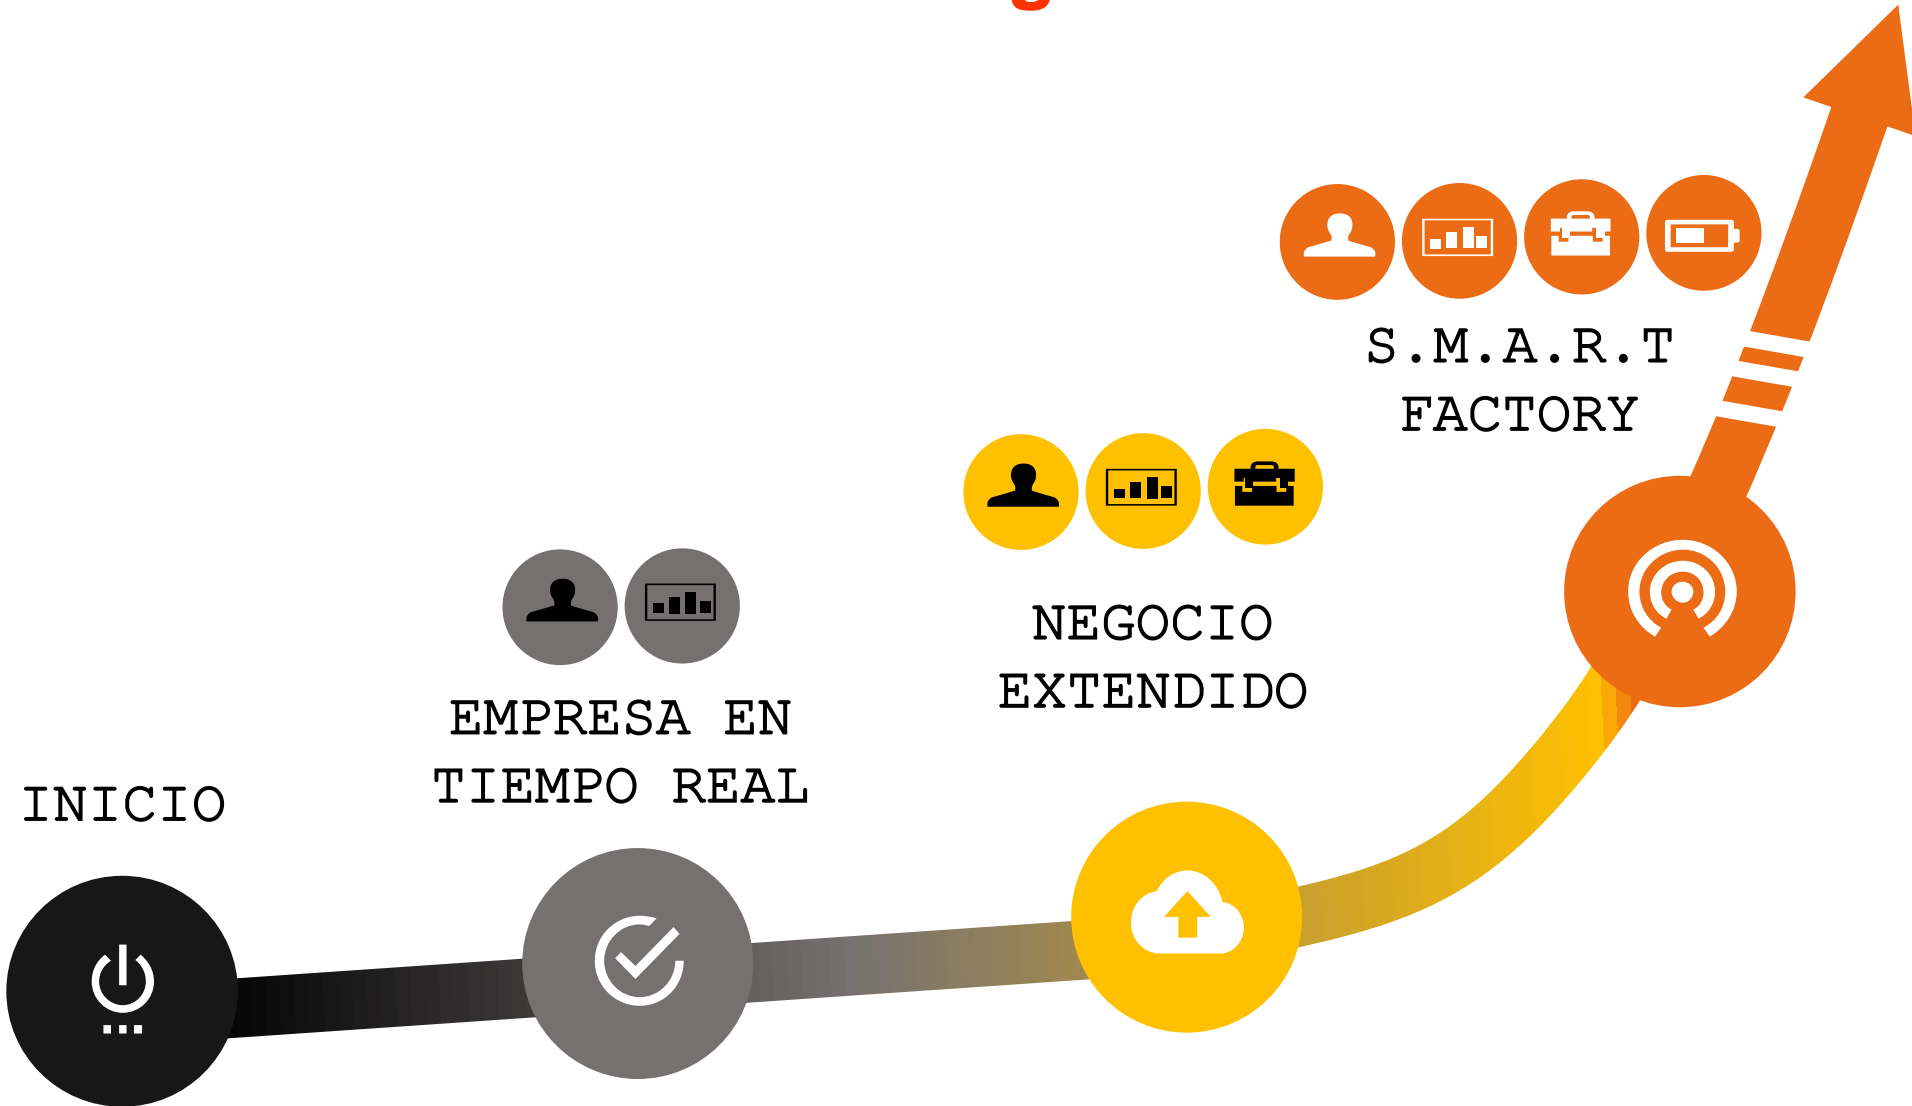 INICIO
EMPRESA EN
TIEMPO REAL
NEGOCIO
EXTENDIDO
S.M.A.R.T
FACTORY